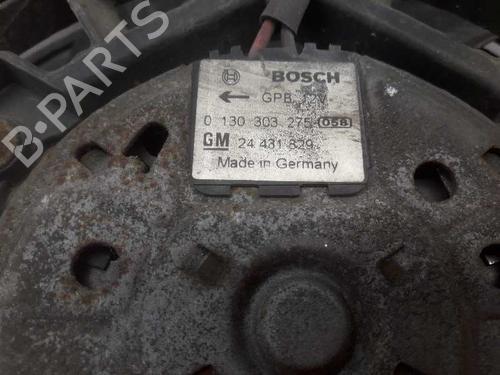 BOSCH
← GPB 12V
0 130 303 275 058
GM 24 431 829
Made in Germany
B-PARTS